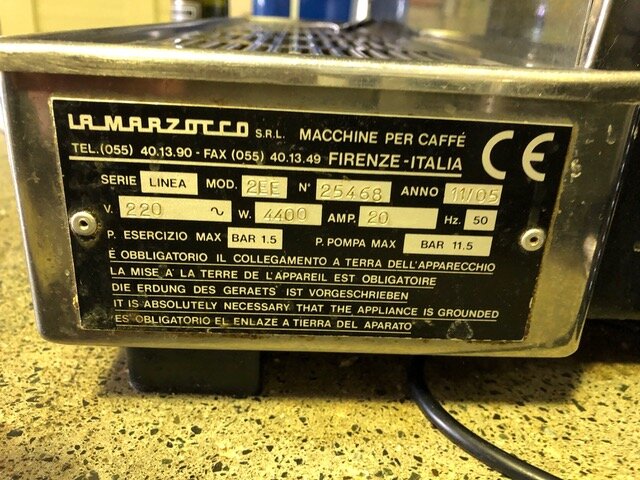 LA MARZOCCO S.R.L. MACCHINE PER CAFFÉ CE
TEL.(055) 40.13.90 - FAX (055) 40.13.49 FIRENZE - ITALIA
SERIE LINEA MOD. 2EE N° 25468 ANNO 11/05
V. 220 ~ W. 4400 AMP. 20 Hz. 50
P. ESERCIZIO MAX BAR 1.5 P. POMPA MAX BAR 11.5
É OBBLIGATORIO IL COLLEGAMENTO A TERRA DELL'APPARECCHIO
LA MISE A' LA TERRE DE L'APPAREIL EST OBLIGATOIRE
DIE ERDUNG DES GERAETS' IST VORGESCHRIEBEN
IT IS ABSOLUTELY NECESSARY THAT THE APPLIANCE IS GROUNDED
ES OBLIGATORIO EL ENLAZE A TIERRA DEL APARATO